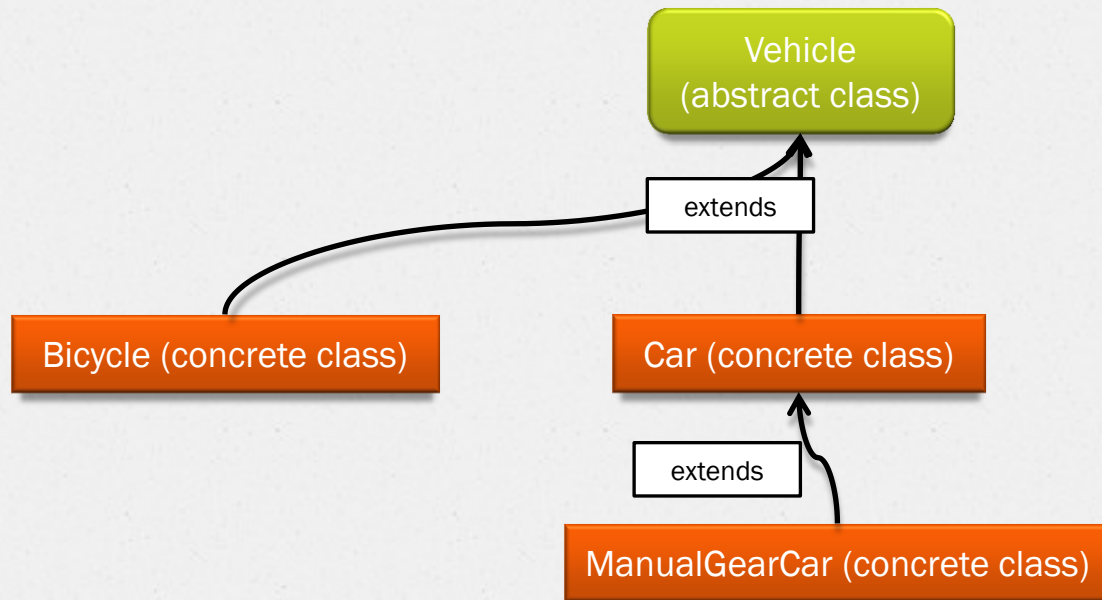 Vehicle
(abstract class)
extends
Bicycle (concrete class)
Car (concrete class)
extends
ManualGearCar (concrete class)